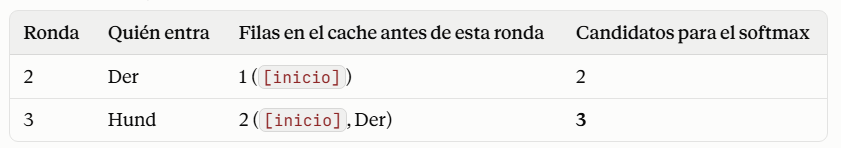 Ronda Quién entra Filas en el cache antes de esta ronda Candidatos para el softmax
2 Der 1 ([inicio]) 2
3 Hund 2 ([inicio], Der) 3